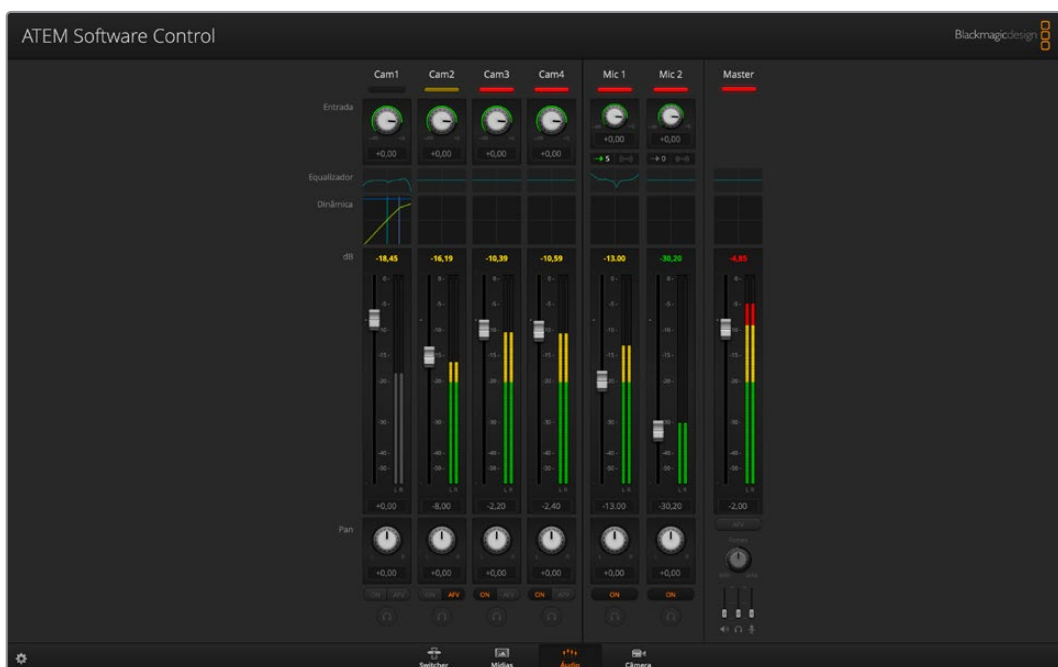 ATEM Software Control
Blackmagicdesign
Cam1 Cam2 Cam3 Cam4 Mic 1 Mic 2 Master
Entrada
+0,00 +0,00 +0,00 +0,00 +0,00 +0,00
5 0
Equalizador
Dinâmica
dB -18,45 -16,19 -10,39 -10,59 -13.00 -30,20 -4,85
L R L R L R L R L R L R L R
+0,00 -8,00 -2,20 -2,40 -13.00 -30,20 -2,00
Pan
AFV
+0,00 +0,00 +0,00 +0,00 +0,00 +0,00
ON AFV ON AFV ON AFV ON AFV ON ON
Switcher Mídias Áudio Câmera